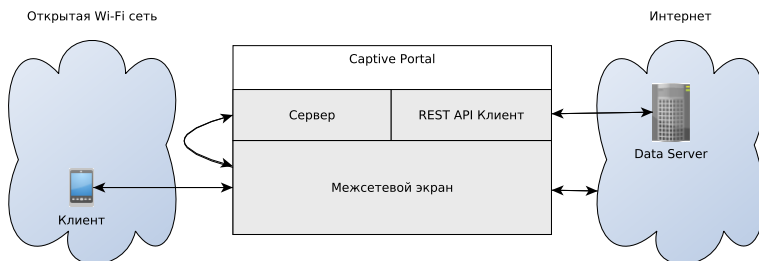 Открытая Wi-Fi сеть
Интернет
Captive Portal
Сервер
REST API Клиент
Data Server
Межсетевой экран
Клиент